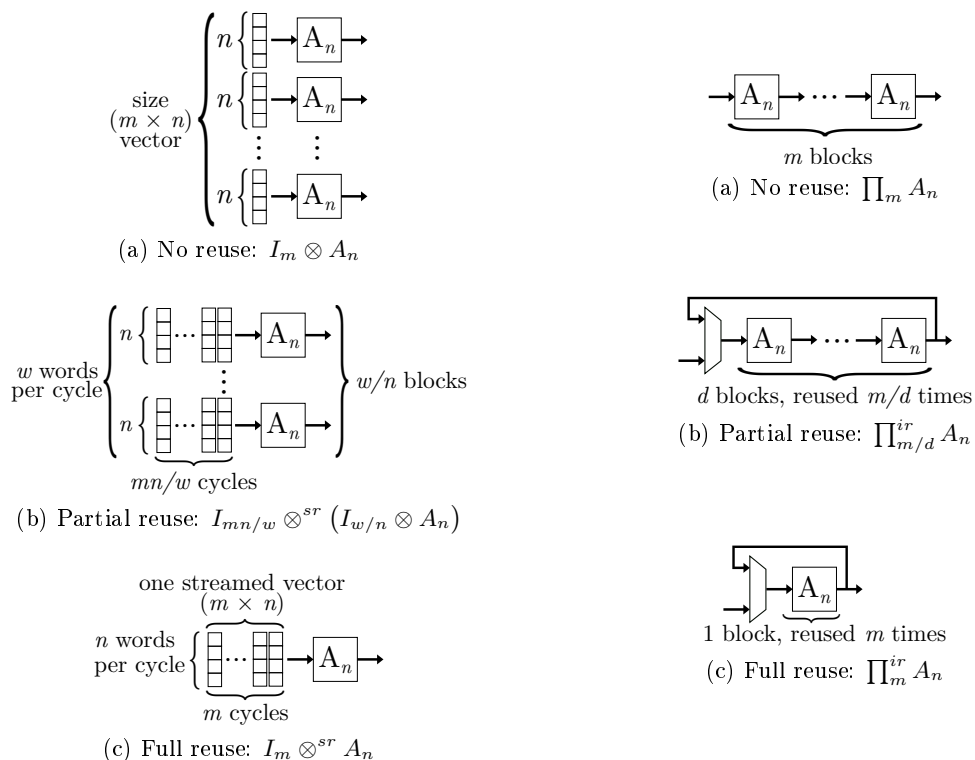 n
A_n
n
A_n
size
(m × n)
vector
⋮ ⋮
n
A_n
(a) No reuse: I_m ⊗ A_n
n
··· A_n
w words
per cycle
⋮
w/n blocks
n
··· A_n
mn/w cycles
(b) Partial reuse: I_{mn/w} ⊗^{sr} (I_{w/n} ⊗ A_n)
one streamed vector
(m × n)
n words
per cycle
··· A_n
m cycles
(c) Full reuse: I_m ⊗^{sr} A_n
A_n ··· A_n
m blocks
(a) No reuse: ∏_m A_n
A_n ··· A_n
d blocks, reused m/d times
(b) Partial reuse: ∏^{ir}_{m/d} A_n
A_n
1 block, reused m times
(c) Full reuse: ∏^{ir}_m A_n